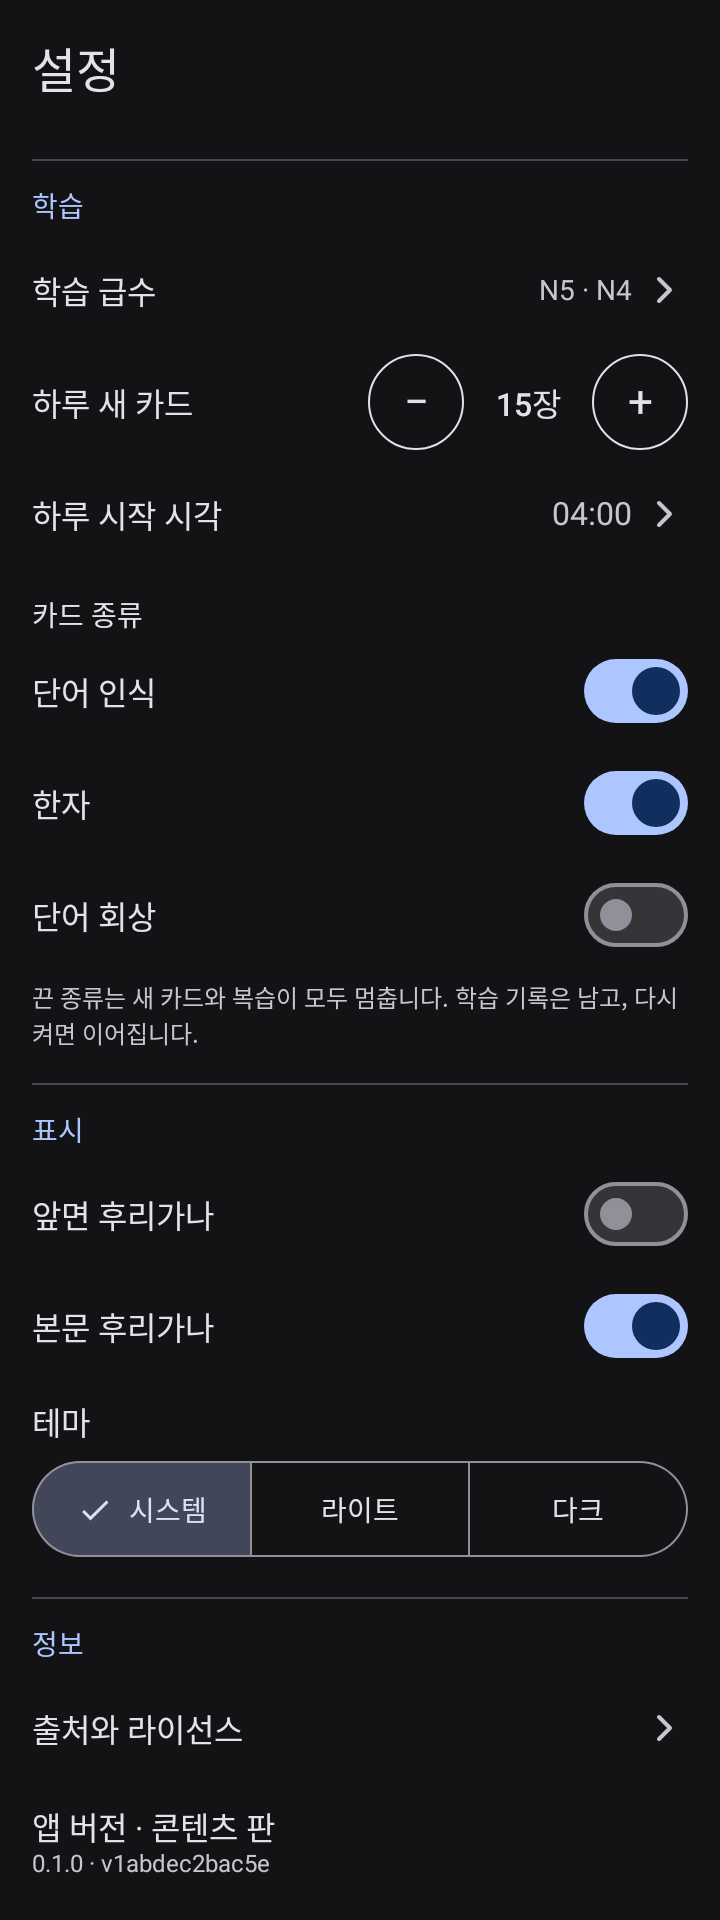 설정
학습
학습 급수 N5 · N4
하루 새 카드 − 15장 +
하루 시작 시각 04:00
카드 종류
단어 인식
한자
단어 회상
끈 종류는 새 카드와 복습이 모두 멈춥니다. 학습 기록은 남고, 다시
켜면 이어집니다.
표시
앞면 후리가나
본문 후리가나
테마
시스템 라이트 다크
정보
출처와 라이선스
앱 버전 · 콘텐츠 판
0.1.0 · v1abdec2bac5e